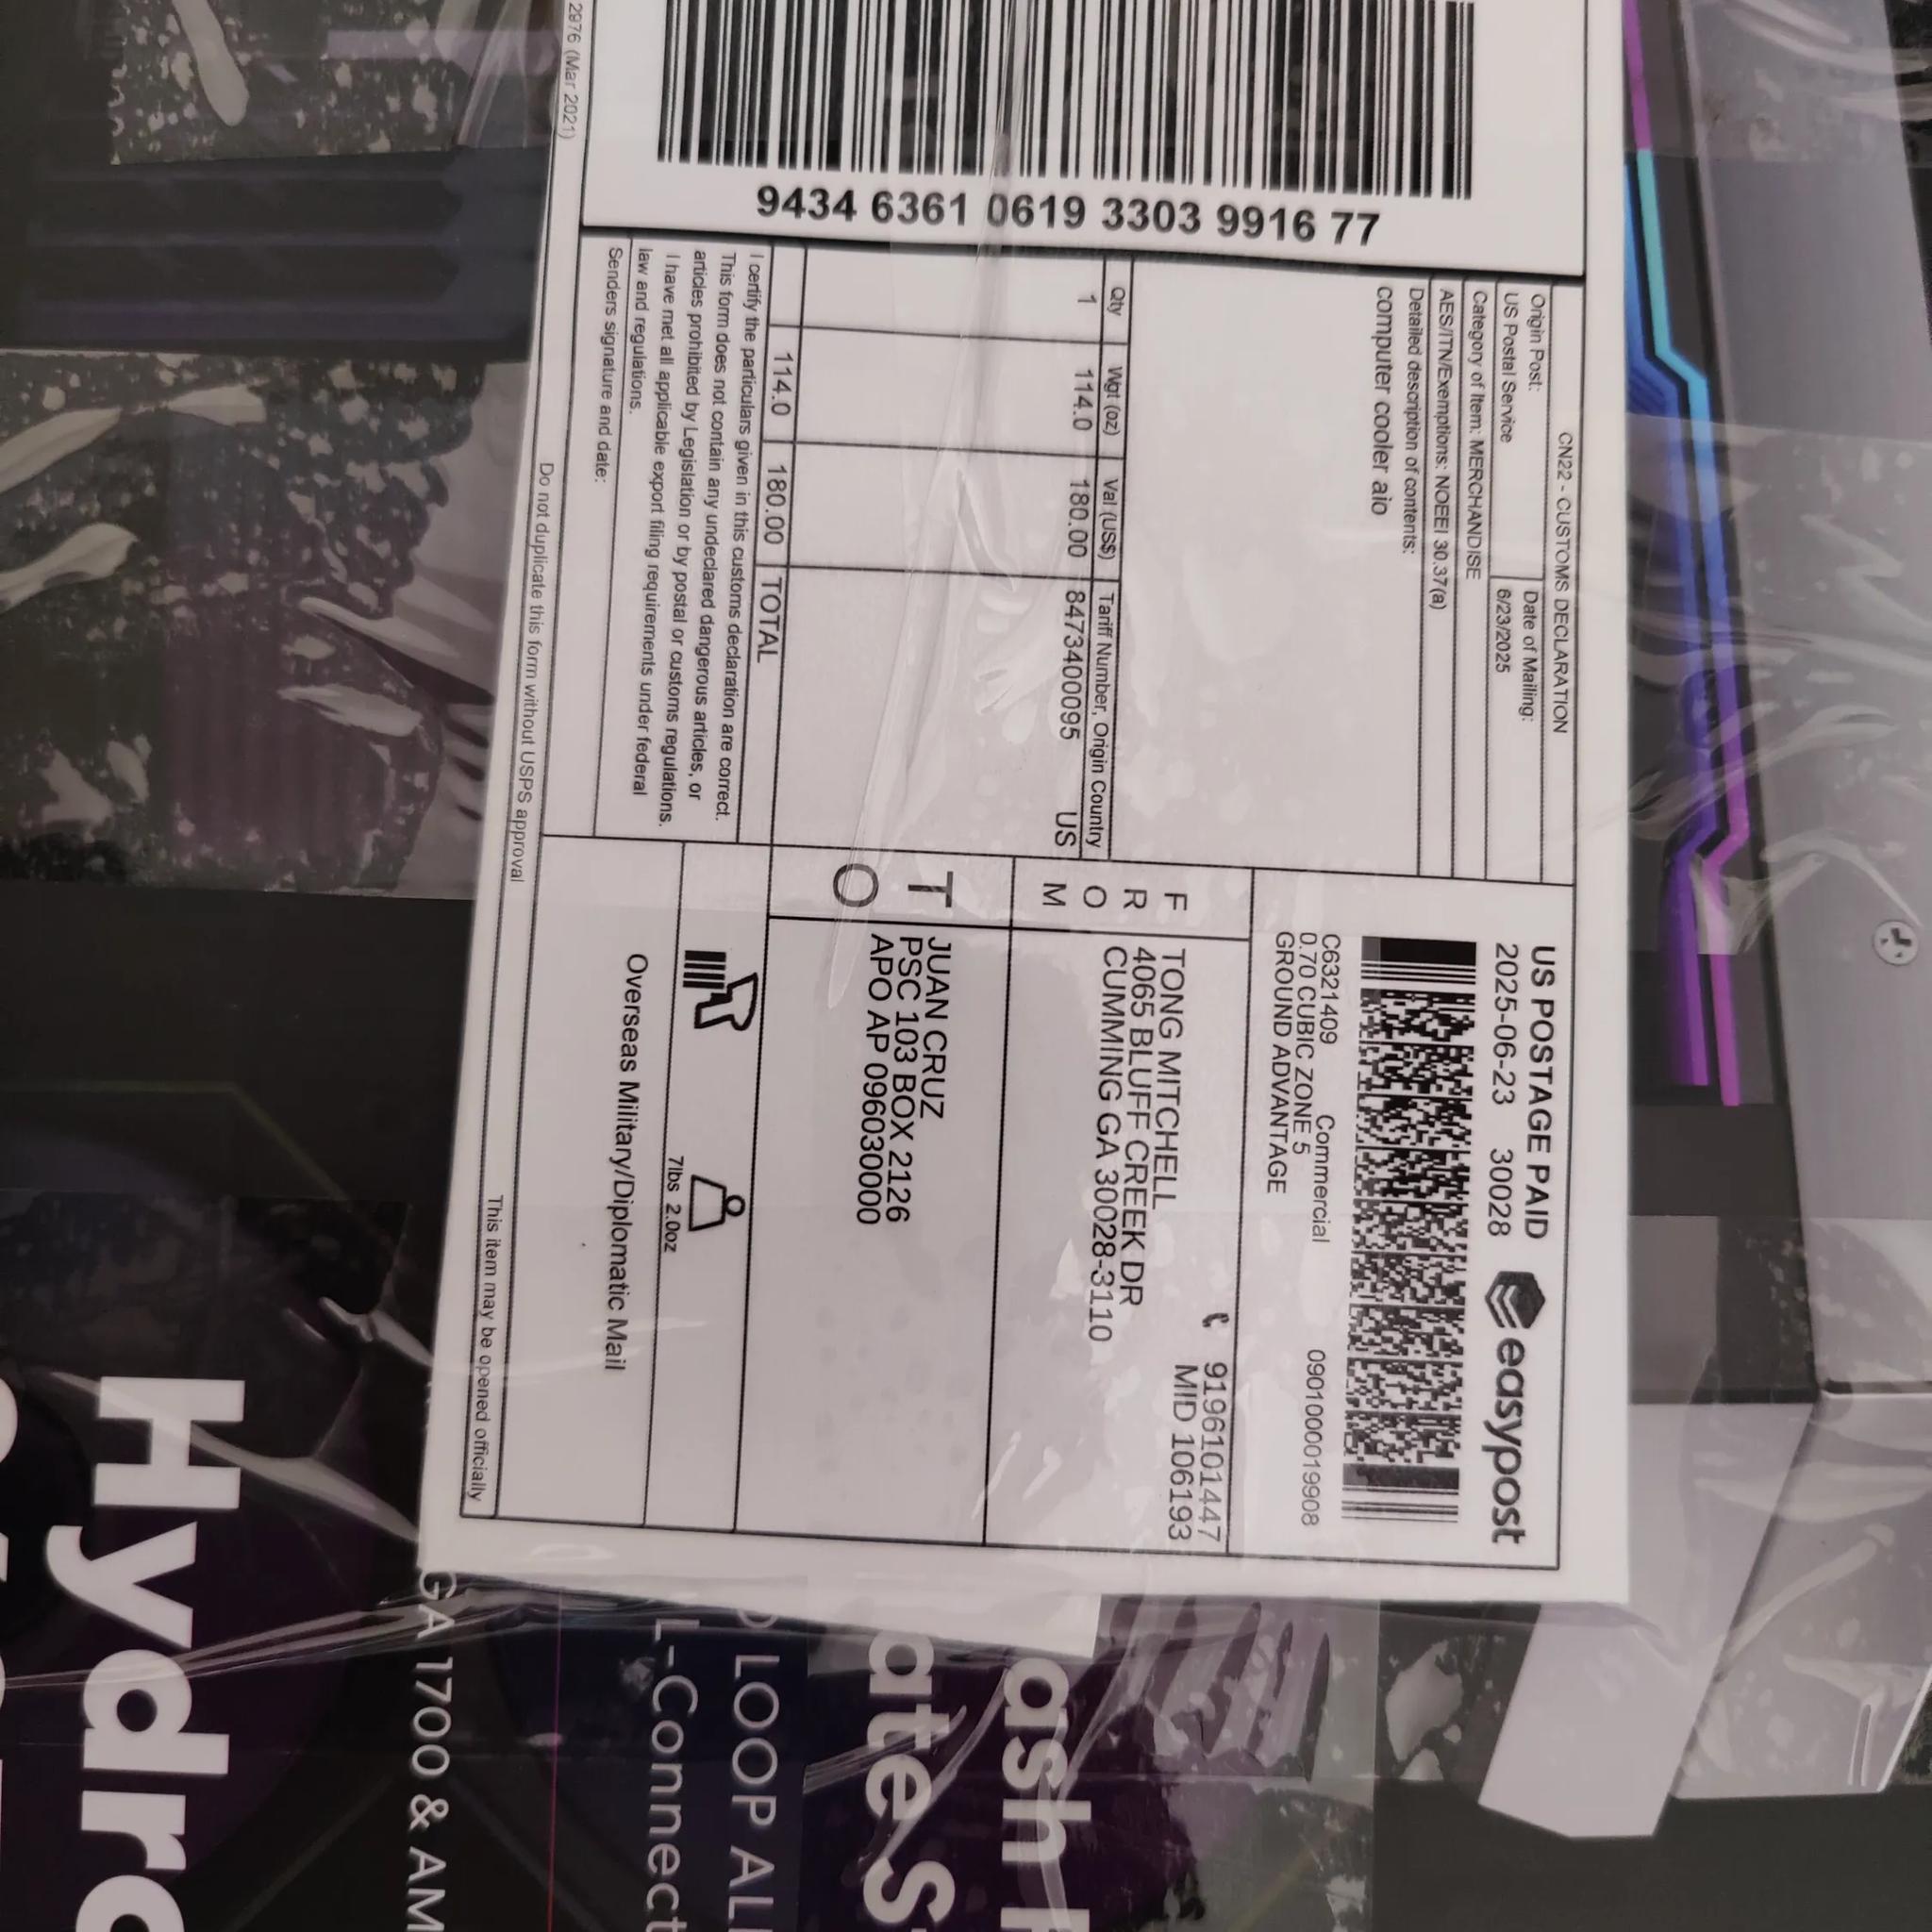 CN22 - CUSTOMS DECLARATION
Origin Post:
US Postal Service
Date of Mailing:
6/23/2025
Category of Item: MERCHANDISE
AES/ITN/Exemptions: NOEEI 30.37(a)
Detailed description of contents:
computer cooler aio
Qty Wgt (oz) Val (US$) Tariff Number, Origin Country
1 114.0 180.00 8473400095 US
114.0 180.00 TOTAL
I certify the particulars given in this customs declaration are correct.
This form does not contain any undeclared dangerous articles, or
articles prohibited by Legislation or by postal or customs regulations.
I have met all applicable export filing requirements under federal
law and regulations.
Senders signature and date:
2976 (Mar 2021)
Do not duplicate this form without USPS approval
This item may be opened officially
9434 6361 0619 3303 9916 77
US POSTAGE PAID
2025-06-23 30028
easypost
C6321409 Commercial
0.70 CUBIC ZONE 5
GROUND ADVANTAGE
0901000019908
FROM
9196101447
MID 106193
TONG MITCHELL
4065 BLUFF CREEK DR
CUMMING GA 30028-3110
TO
JUAN CRUZ
PSC 103 BOX 2126
APO AP 096030000
7lbs 2.0oz
Overseas Military/Diplomatic Mail
ash
ate S
LOOP AL
L-Connect
GA 1700 & AM
Hydro